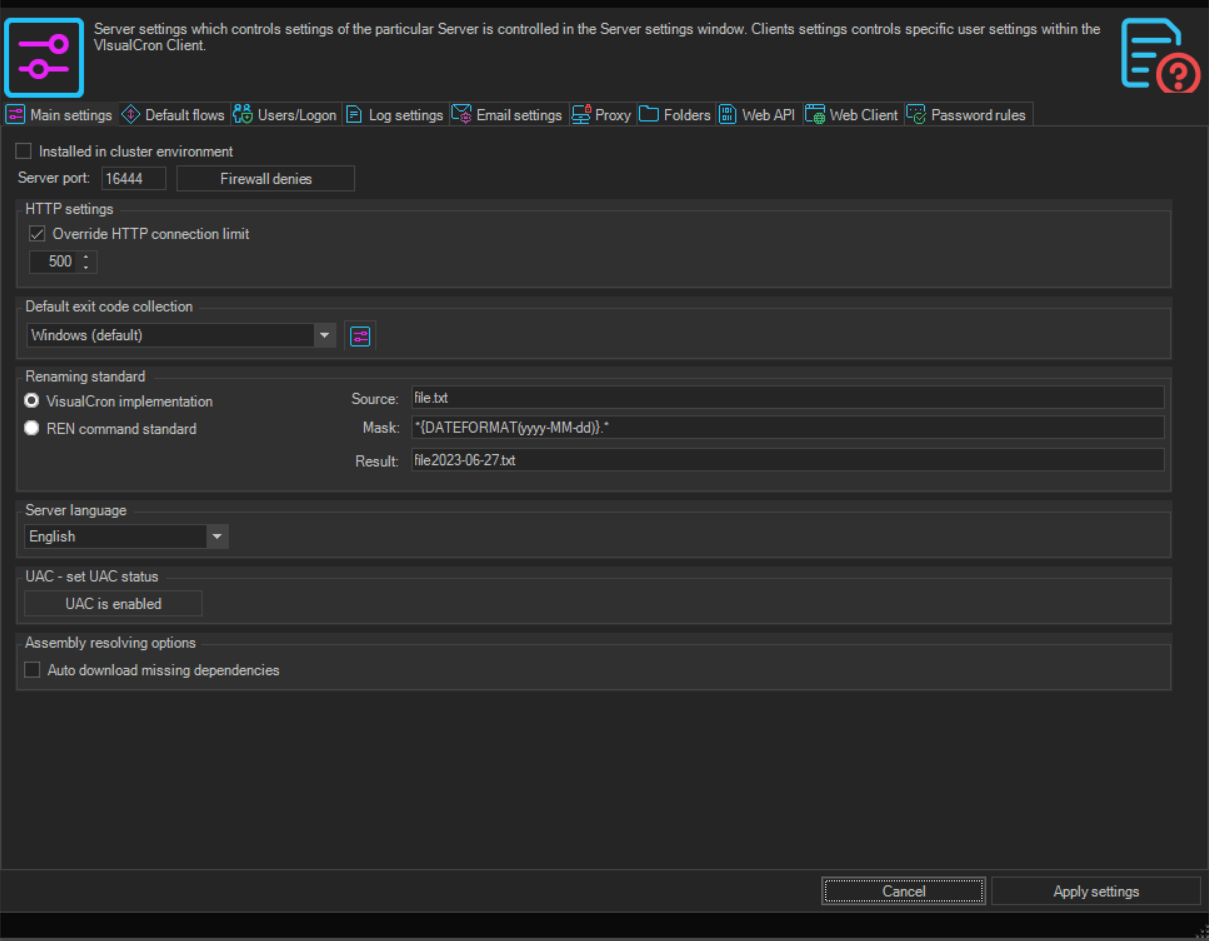 Server settings which controls settings of the particular Server is controlled in the Server settings window. Clients settings controls specific user settings within the
VIsualCron Client.
Main settings Default flows Users/Logon Log settings Email settings Proxy Folders Web API Web Client Password rules
Installed in cluster environment
Server port: 16444 Firewall denies
HTTP settings
Override HTTP connection limit
500
Default exit code collection
Windows (default)
Renaming standard
VisualCron implementation Source: file.txt
REN command standard Mask: *{DATEFORMAT(yyyy-MM-dd)}.*
Result: file2023-06-27.txt
Server language
English
UAC - set UAC status
UAC is enabled
Assembly resolving options
Auto download missing dependencies
Cancel Apply settings